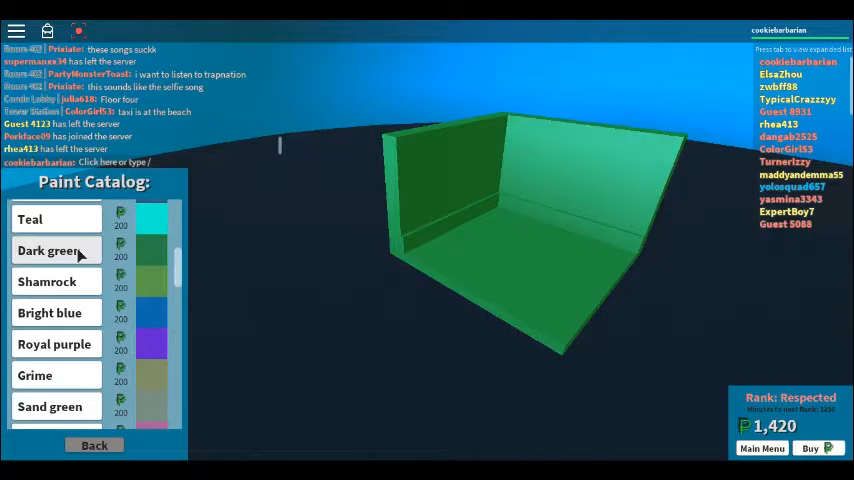 cookiebarbarian
Room 402 | Prixiate: these songs suckk
supermanxx34 has left the server
Room 402 | PartyMonsterToast: i want to listen to trapnation
Room 402 | Prixiate: this sounds like the selfie song
Condo Lobby | julia618: Floor four
| ColorGirl53: taxi is at the beach
Guest 4123 has left the server
Porkface09 has joined the server
rhea413 has left the server
cookiebarbarian: Click here or type /
Press tab to view expanded list
cookiebarbarian
ElsaZhou
zwbff88
TypicalCrazzzyy
Guest 8931
rhea413
dangab2525
ColorGirl53
TurnerIzzy
maddyandemma55
yolosquad657
yasmina3343
ExpertBoy7
Guest 5088
Paint Catalog:
Teal 200
Dark green 200
Shamrock 200
Bright blue 200
Royal purple 200
Grime 200
Sand green 200
Back
Rank: Respected
Minutes to next Rank: 1290
1,420
Main Menu Buy